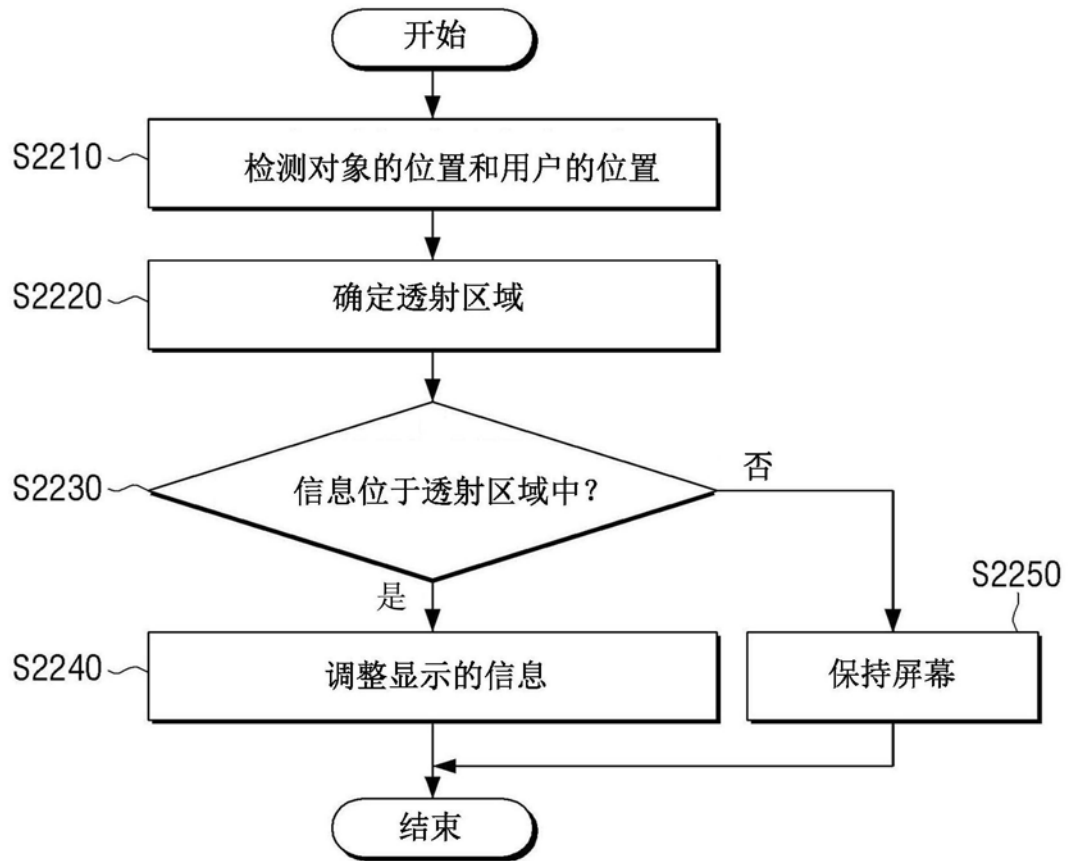 开始
S2210
检测对象的位置和用户的位置
S2220
确定透射区域
S2230
信息位于透射区域中?
否
是
S2250
S2240
调整显示的信息
保持屏幕
结束